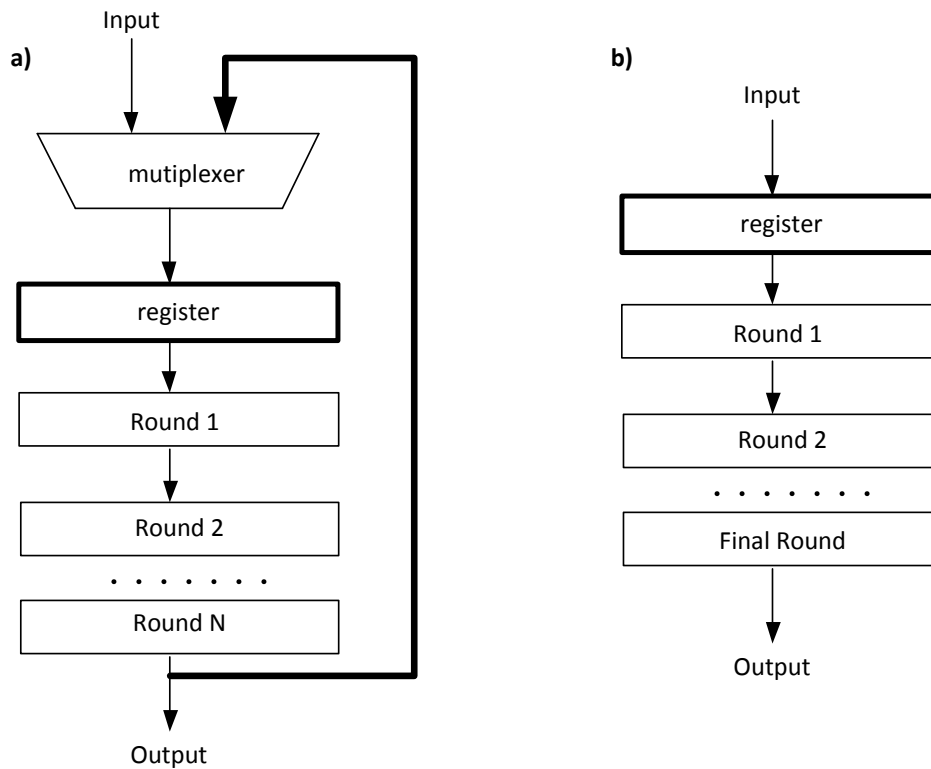 a)
Input
mutiplexer
register
Round 1
Round 2
. . . . . . .
Round N
Output
b)
Input
register
Round 1
Round 2
. . . . . . .
Final Round
Output